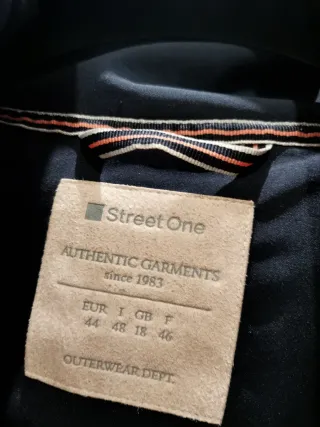 Street One
AUTHENTIC GARMENTS
since 1983
EUR I GB F
44 48 18 46
OUTERWEAR DEPT.